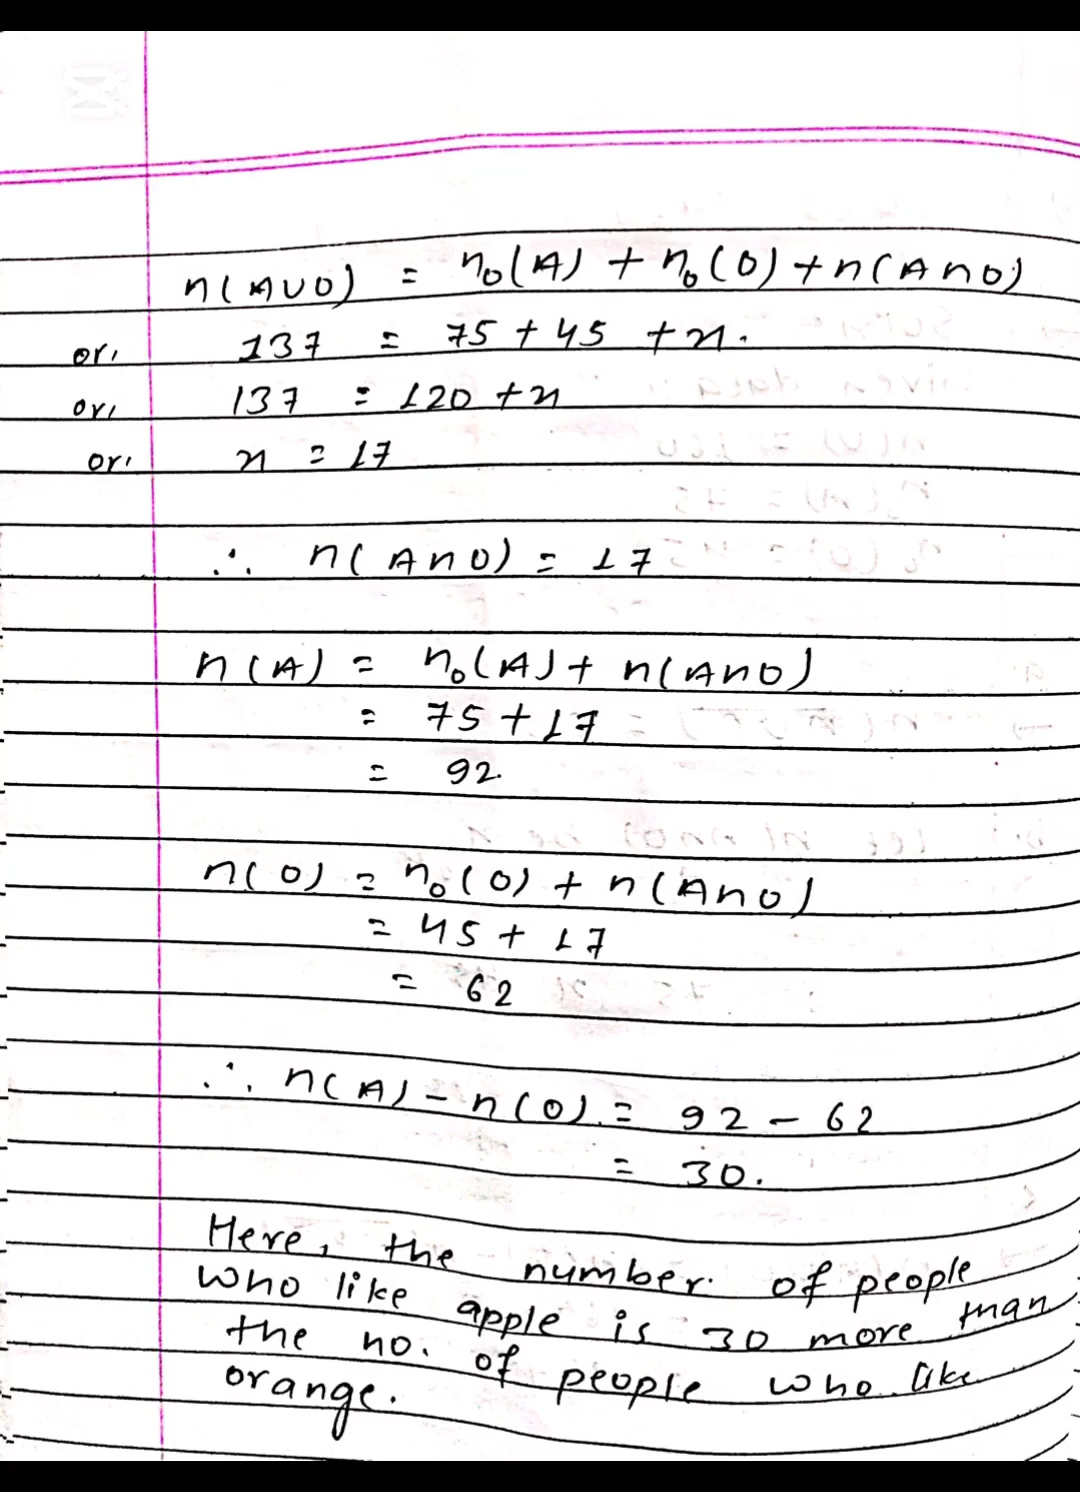 n(A∪O) = n₀(A) + n₀(O) + n(A∩O)
or, 137 = 75 + 45 + x.
or, 137 = 120 + x
or, x = 17
∴ n(A∩O) = 17
n(A) = n₀(A) + n(A∩O)
= 75 + 17
= 92.
n(O) = n₀(O) + n(A∩O)
= 45 + 17
= 62
∴ n(A) - n(O) = 92 - 62
= 30.
Here, the number of people
who like apple is 30 more than
the no. of people who like
orange.